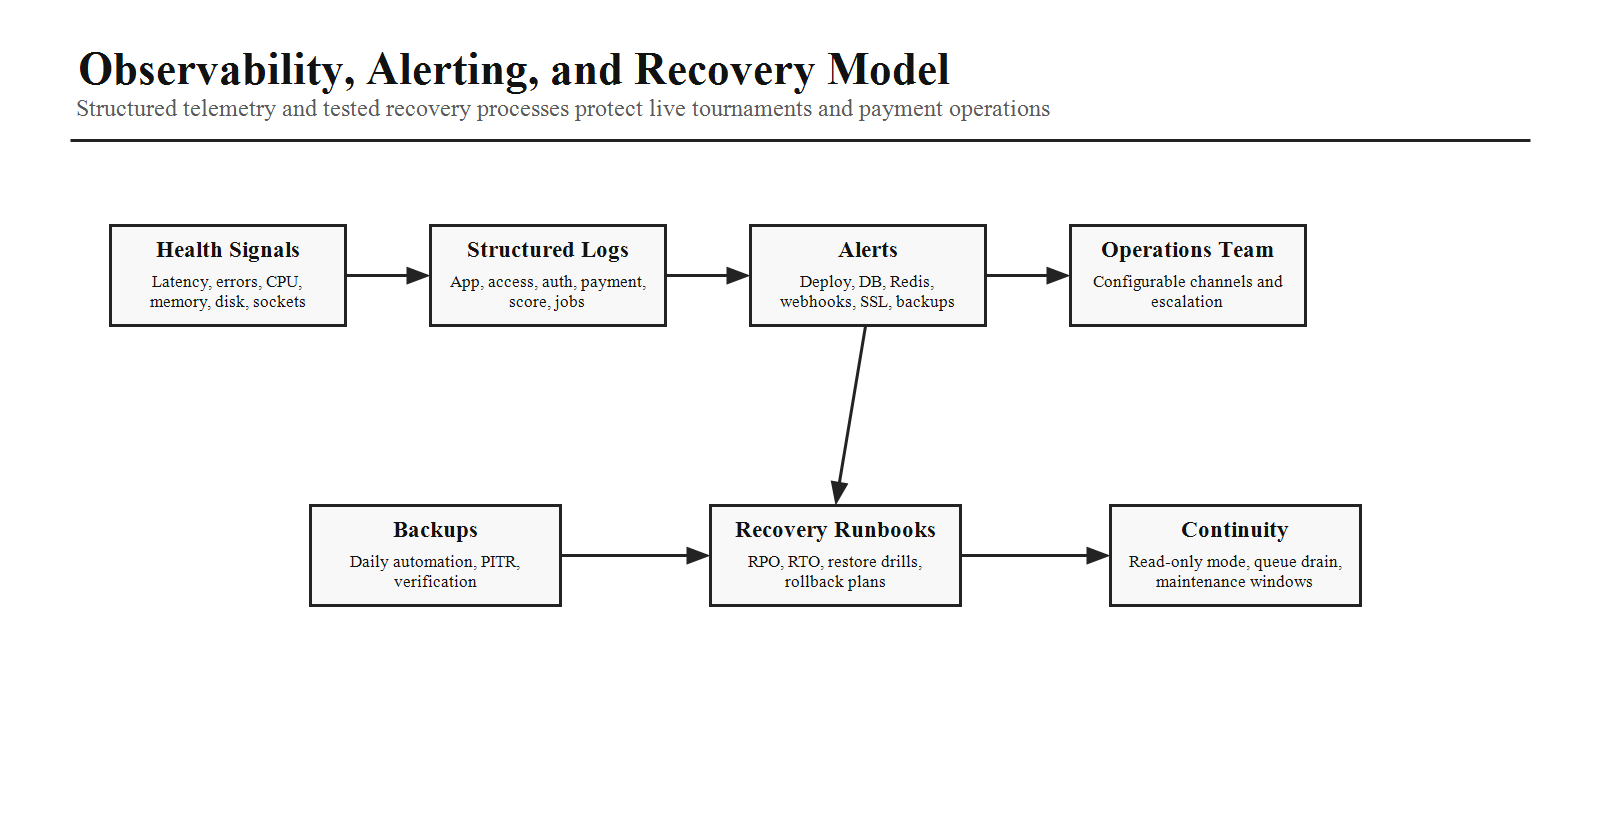 Observability, Alerting, and Recovery Model
Structured telemetry and tested recovery processes protect live tournaments and payment operations
Health Signals
Latency, errors, CPU,
memory, disk, sockets
Structured Logs
App, access, auth, payment,
score, jobs
Alerts
Deploy, DB, Redis,
webhooks, SSL, backups
Operations Team
Configurable channels and
escalation
Backups
Daily automation, PITR,
verification
Recovery Runbooks
RPO, RTO, restore drills,
rollback plans
Continuity
Read-only mode, queue drain,
maintenance windows